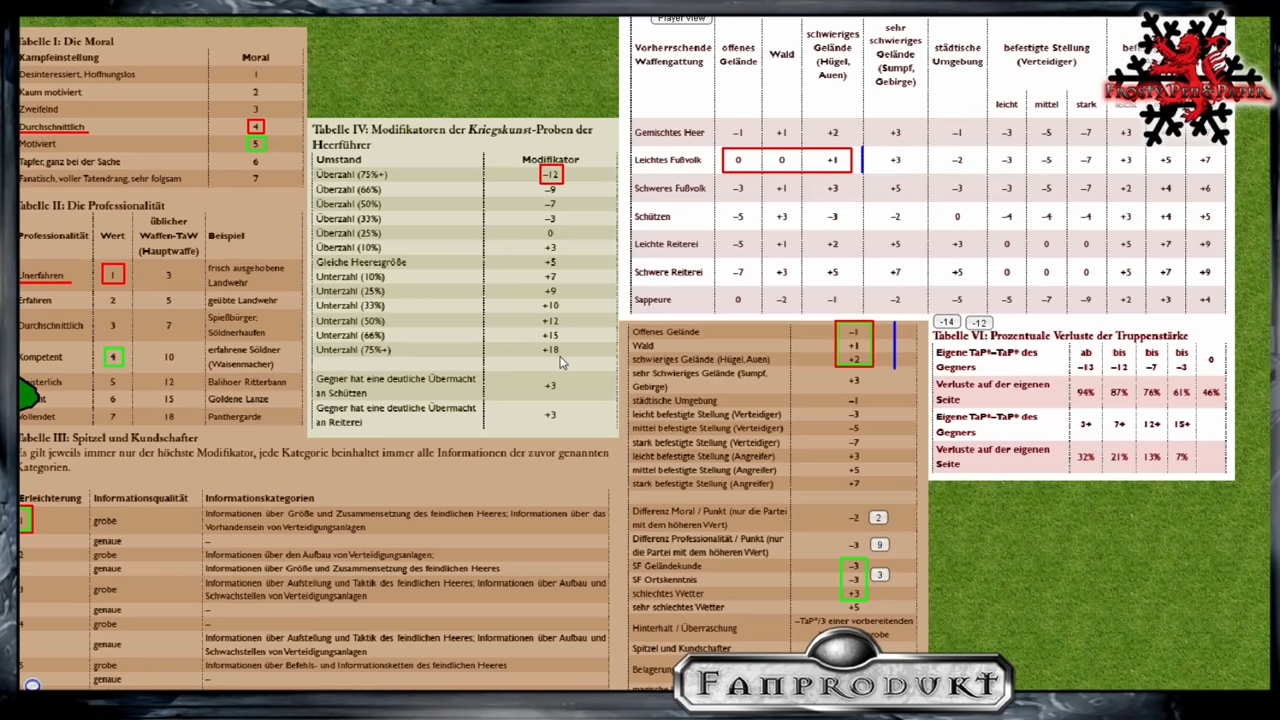 Tabelle I: Die Moral
Kampfeinstellung Moral
Desinteressiert, Hoffnungslos 1
Kaum motiviert 2
Zweifelnd 3
Durchschnittlich 4
Motiviert 5
Tapfer, ganz bei der Sache 6
Fanatisch, voller Tatendrang, sehr folgsam 7
Tabelle II: Die Professionalität
Professionalität Wert üblicher Waffen-TaW (Hauptwaffe) Beispiel
Unerfahren 1 3 frisch ausgehobene Landwehr
Erfahren 2 5 geübte Landwehr
Durchschnittlich 3 7 Spießbürger, Söldnerhaufen
Kompetent 4 10 erfahrene Söldner (Waisenmacher)
Meisterlich 5 12 Balihoer Ritterbann
6 15 Goldene Lanze
Vollendet 7 18 Panthergarde
Tabelle III: Spitzel und Kundschafter
Es gilt jeweils immer nur der höchste Modifikator, jede Kategorie beinhaltet immer alle Informationen der zuvor genannten
Kategorien.
Erleichterung Informationsqualität Informationskategorien
1 grobe Informationen über Größe und Zusammensetzung des feindlichen Heeres; Informationen über das
Vorhandensein von Verteidigungsanlagen
genaue –
2 grobe Informationen über den Aufbau von Verteidigungsanlagen;
genaue Informationen über Größe und Zusammensetzung des feindlichen Heeres
3 grobe Informationen über Aufstellung und Taktik des feindlichen Heeres; Informationen über Aufbau und
Schwachstellen von Verteidigungsanlagen
genaue –
4 grobe –
genaue Informationen über Aufstellung und Taktik des feindlichen Heeres; Informationen über Aufbau und
Schwachstellen von Verteidigungsanlagen
5 grobe Informationen über Befehls- und Informationsketten des feindlichen Heeres
genaue –
Tabelle IV: Modifikatoren der Kriegskunst-Proben der
Heerführer
Umstand Modifikator
Überzahl (75%+) –12
Überzahl (66%) –9
Überzahl (50%) –7
Überzahl (33%) –3
Überzahl (25%) 0
Überzahl (10%) +3
Gleiche Heeresgröße +5
Unterzahl (10%) +7
Unterzahl (25%) +9
Unterzahl (33%) +10
Unterzahl (50%) +12
Unterzahl (66%) +15
Unterzahl (75%+) +18
Gegner hat eine deutliche Übermacht an Schützen +3
Gegner hat eine deutliche Übermacht an Reiterei +3
Player view
Vorherrschende Waffengattung offenes Gelände Wald schwieriges Gelände (Hügel, Auen) sehr schwieriges Gelände (Sumpf, Gebirge) städtische Umgebung befestigte Stellung (Verteidiger)
leicht mittel stark
Gemischtes Heer –1 +1 +2 +3 –1 –3 –5 –7 +3
Leichtes Fußvolk 0 0 +1 +3 –2 –3 –5 –7 +3 +5 +7
Schweres Fußvolk –3 +1 +3 +5 –3 –3 –5 –7 +2 +4 +6
Schützen –5 +3 –3 –2 0 –4 –4 –4 +3 +4 +5
Leichte Reiterei –5 +1 +2 +5 +3 0 0 0 +5 +7 +9
Schwere Reiterei –7 +3 +5 +7 +5 0 0 0 +5 +7 +9
Sappeure 0 –2 –1 –2 –5 –5 –7 –9 +2 +3 +4
Frosty Pen & Paper
Offenes Gelände –1
Wald +1
schwieriges Gelände (Hügel, Auen) +2
sehr Schwieriges Gelände (Sumpf, Gebirge) +3
städtische Umgebung –1
leicht befestigte Stellung (Verteidiger) –3
mittel befestigte Stellung (Verteidiger) –5
stark befestigte Stellung (Verteidiger) –7
leicht befestigte Stellung (Angreifer) +3
mittel befestigte Stellung (Angreifer) +5
stark befestigte Stellung (Angreifer) +7
Differenz Moral / Punkt (nur die Partei mit dem höheren Wert) –2 2
Differenz Professionalität / Punkt (nur die Partei mit dem höheren Wert) –3 9
SF Geländekunde –3
SF Ortskenntnis –3 3
schlechtes Wetter +3
sehr schlechtes Wetter +5
Hinterhalt / Überraschung –TaP*/3 einer vorbereitenden
Spitzel und Kundschafter
-14 -12
Tabelle VI: Prozentuale Verluste der Truppenstärke
Eigene TaP*–TaP* des Gegners ab –13 bis –12 bis –7 bis –3 0
Verluste auf der eigenen Seite 94% 87% 76% 61% 46%
Eigene TaP*–TaP* des Gegners 3+ 7+ 12+ 15+
Verluste auf der eigenen Seite 32% 21% 13% 7%
Fanprodukt